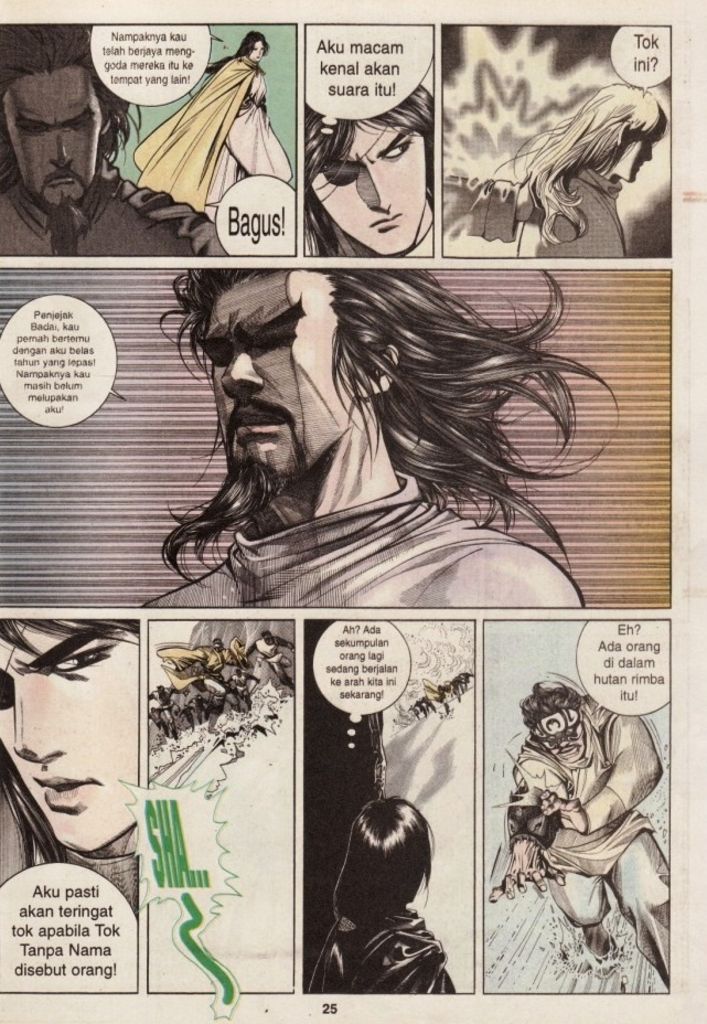 Nampaknya kau
telah berjaya meng-
goda mereka itu ke
tempat yang lain!
Bagus!
Aku macam
kenal akan
suara itu!
Tok
ini?
Penjejak
Badai, kau
pernah bertemu
dengan aku belas
tahun yang lepas!
Nampaknya kau
masih belum
melupakan
aku!
Aku pasti
akan teringat
tok apabila Tok
Tanpa Nama
disebut orang!
SHA...
Ah? Ada
sekumpulan
orang lagi
sedang berjalan
ke arah kita ini
sekarang!
Eh?
Ada orang
di dalam
hutan rimba
itu!
25